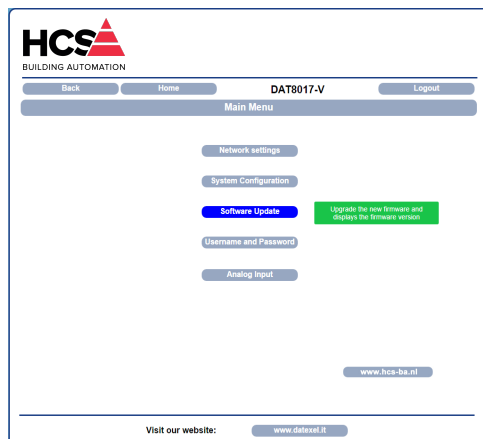 HCS
BUILDING AUTOMATION
Back Home DAT8017-V Logout
Main Menu
Network settings
System Configuration
Software Update
Upgrade the new firmware and
displays the firmware version
Username and Password
Analog Input
www.hcs-ba.nl
Visit our website: www.datexel.it